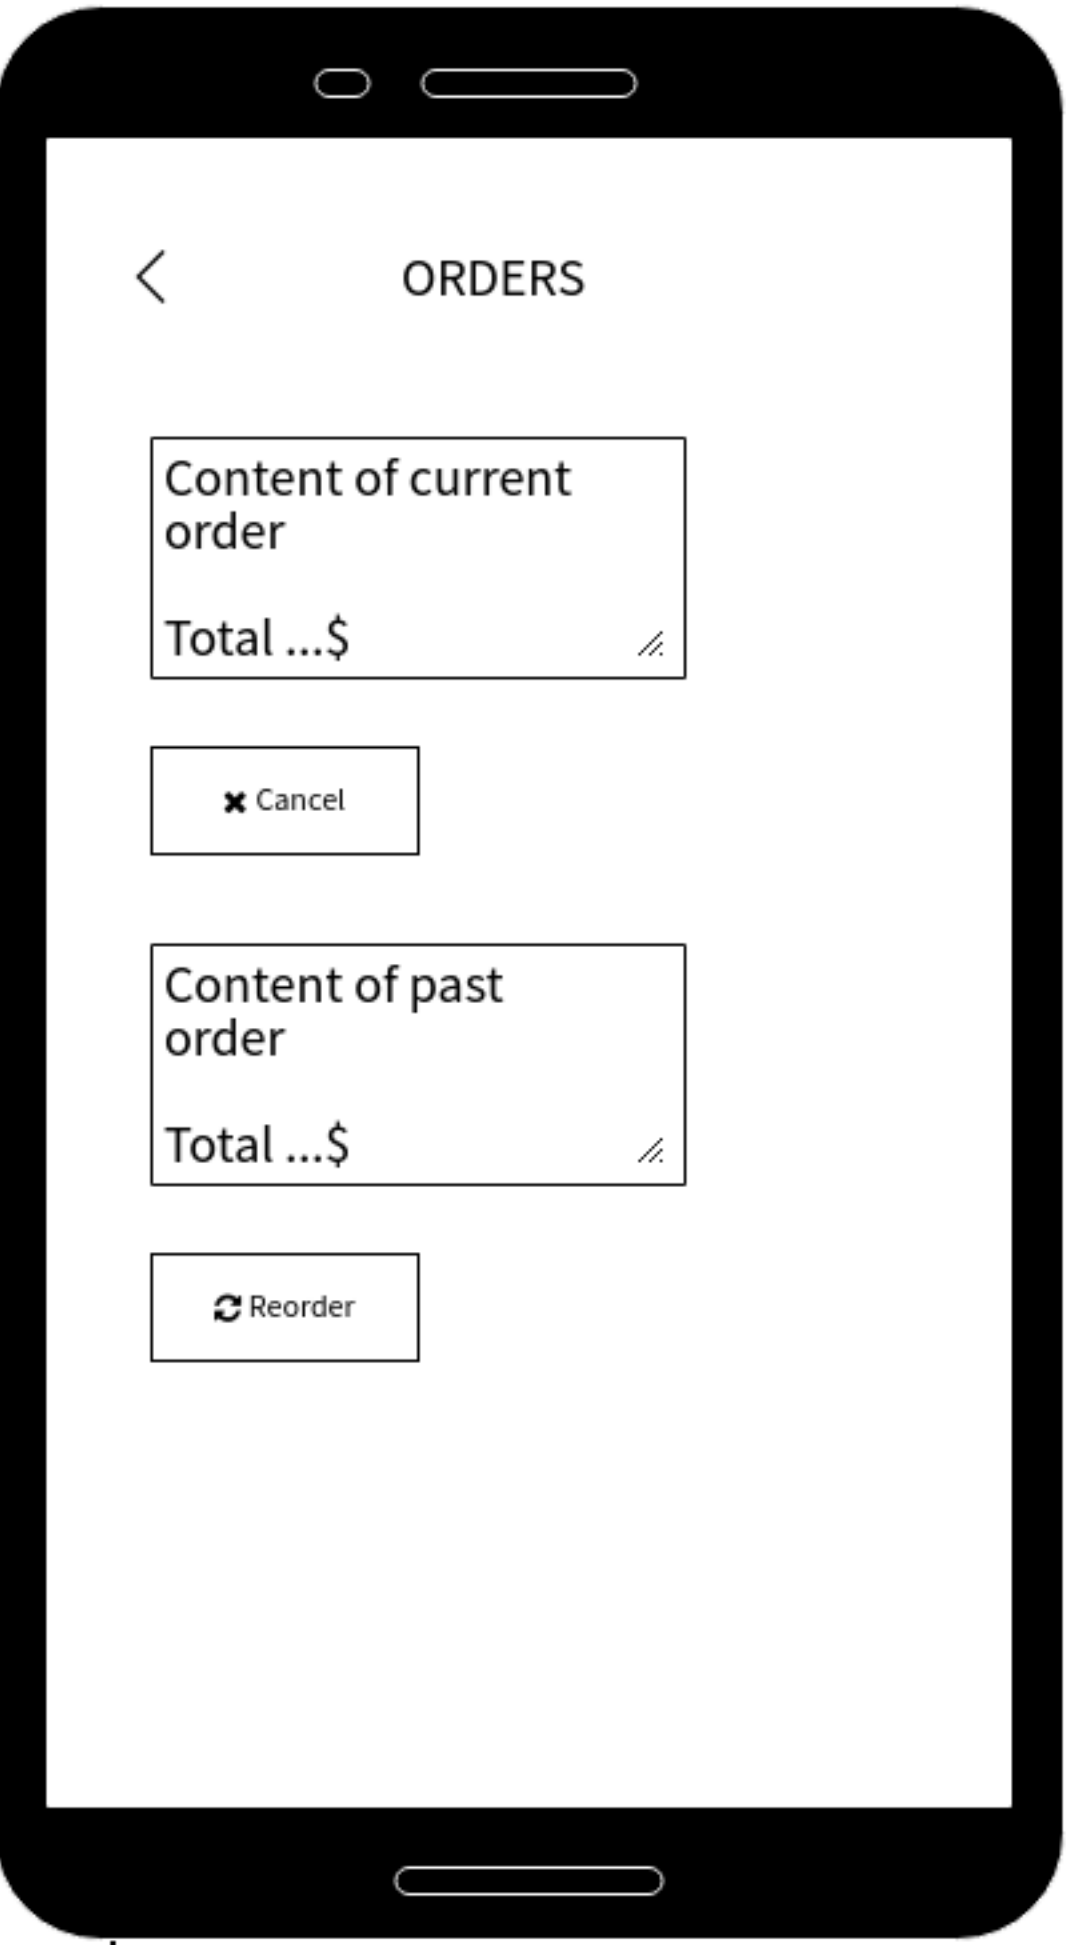 ORDERS
Content of current
order
Total ...$
Cancel
Content of past
order
Total ...$
Reorder